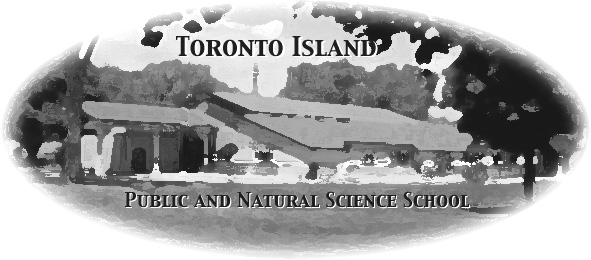 Toronto Island
Public and Natural Science School